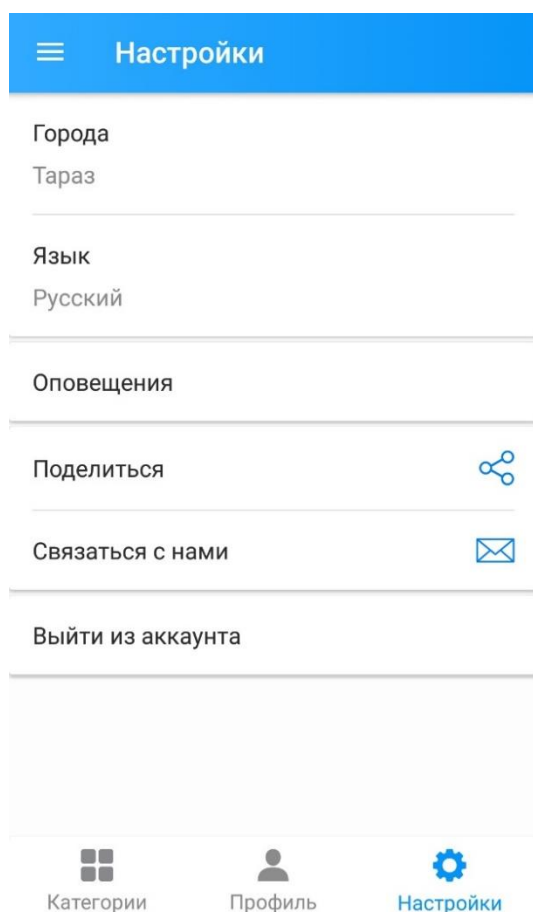 Настройки
Города
Тараз
Язык
Русский
Оповещения
Поделиться
Связаться с нами
Выйти из аккаунта
Категории
Профиль
Настройки